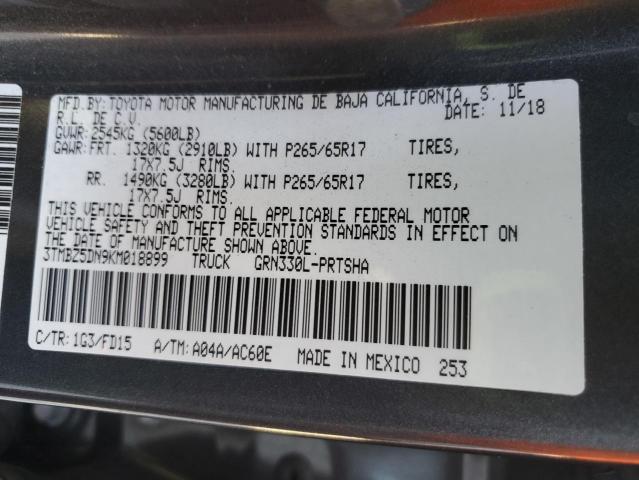 MFD.BY:TOYOTA MOTOR MANUFACTURING DE BAJA CALIFORNIA, S. DE
R.L. DE C.V. DATE: 11/18
GVWR:2545KG (5600LB)
GAWR:FRT. 1320KG (2910LB) WITH P265/65R17 TIRES,
17X7.5J RIMS.
RR. 1490KG (3280LB) WITH P265/65R17 TIRES,
17X7.5J RIMS.
THIS VEHICLE CONFORMS TO ALL APPLICABLE FEDERAL MOTOR
VEHICLE SAFETY AND THEFT PREVENTION STANDARDS IN EFFECT ON
THE DATE OF MANUFACTURE SHOWN ABOVE.
3TMBZ5DN9KM018899 TRUCK GRN330L-PRTSHA
C/TR:1G3/FD15 A/TM:A04A/AC60E MADE IN MEXICO 253